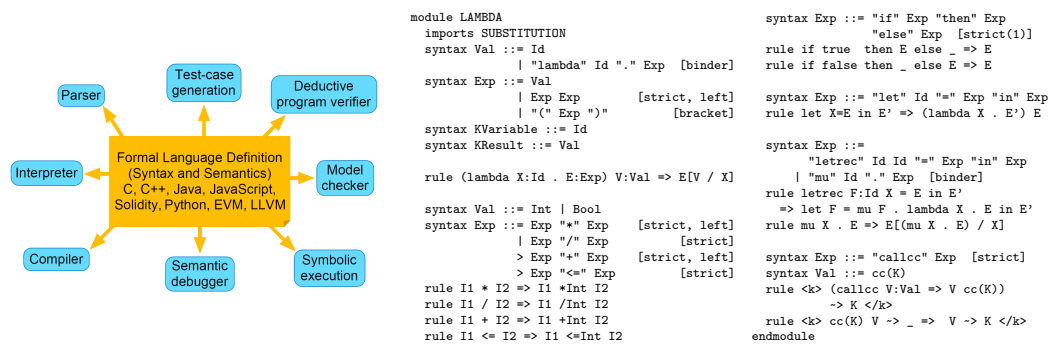 Test-case
generation
Deductive
program verifier
Parser
Formal Language Definition
(Syntax and Semantics)
C, C++, Java, JavaScript,
Solidity, Python, EVM, LLVM
Interpreter
Model
checker
Compiler
Semantic
debugger
Symbolic
execution
module LAMBDA
  imports SUBSTITUTION
  syntax Val ::= Id
               | "lambda" Id "." Exp  [binder]
  syntax Exp ::= Val
               | Exp Exp          [strict, left]
               | "(" Exp ")"           [bracket]
  syntax KVariable ::= Id
  syntax KResult ::= Val
  rule (lambda X:Id . E:Exp) V:Val => E[V / X]
  syntax Val ::= Int | Bool
  syntax Exp ::= Exp "*" Exp    [strict, left]
               | Exp "/" Exp          [strict]
               > Exp "+" Exp    [strict, left]
               > Exp "<=" Exp         [strict]
  rule I1 * I2 => I1 *Int I2
  rule I1 / I2 => I1 /Int I2
  rule I1 + I2 => I1 +Int I2
  rule I1 <= I2 => I1 <=Int I2
  syntax Exp ::= "if" Exp "then" Exp
                 "else" Exp  [strict(1)]
  rule if true  then E else _ => E
  rule if false then _ else E => E
  syntax Exp ::= "let" Id "=" Exp "in" Exp
  rule let X=E in E' => (lambda X . E') E
  syntax Exp ::=
       "letrec" Id Id "=" Exp "in" Exp
     | "mu" Id "." Exp  [binder]
  rule letrec F:Id X = E in E'
    => let F = mu F . lambda X . E in E'
  rule mu X . E => E[(mu X . E) / X]
  syntax Exp ::= "callcc" Exp  [strict]
  syntax Val ::= cc(K)
  rule <k> (callcc V:Val => V cc(K))
           ~> K </k>
  rule <k> cc(K) V ~> _ =>  V ~> K </k>
endmodule